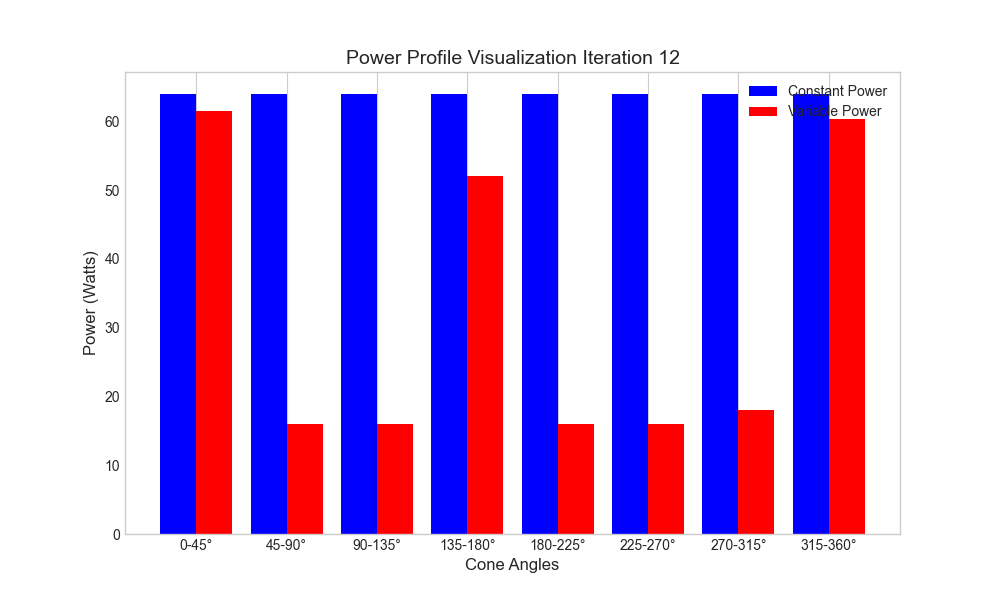 Power Profile Visualization Iteration 12
Constant Power
Variable Power
60
50
40
30
20
10
0
Power (Watts)
0-45° 45-90° 90-135° 135-180° 180-225° 225-270° 270-315° 315-360°
Cone Angles